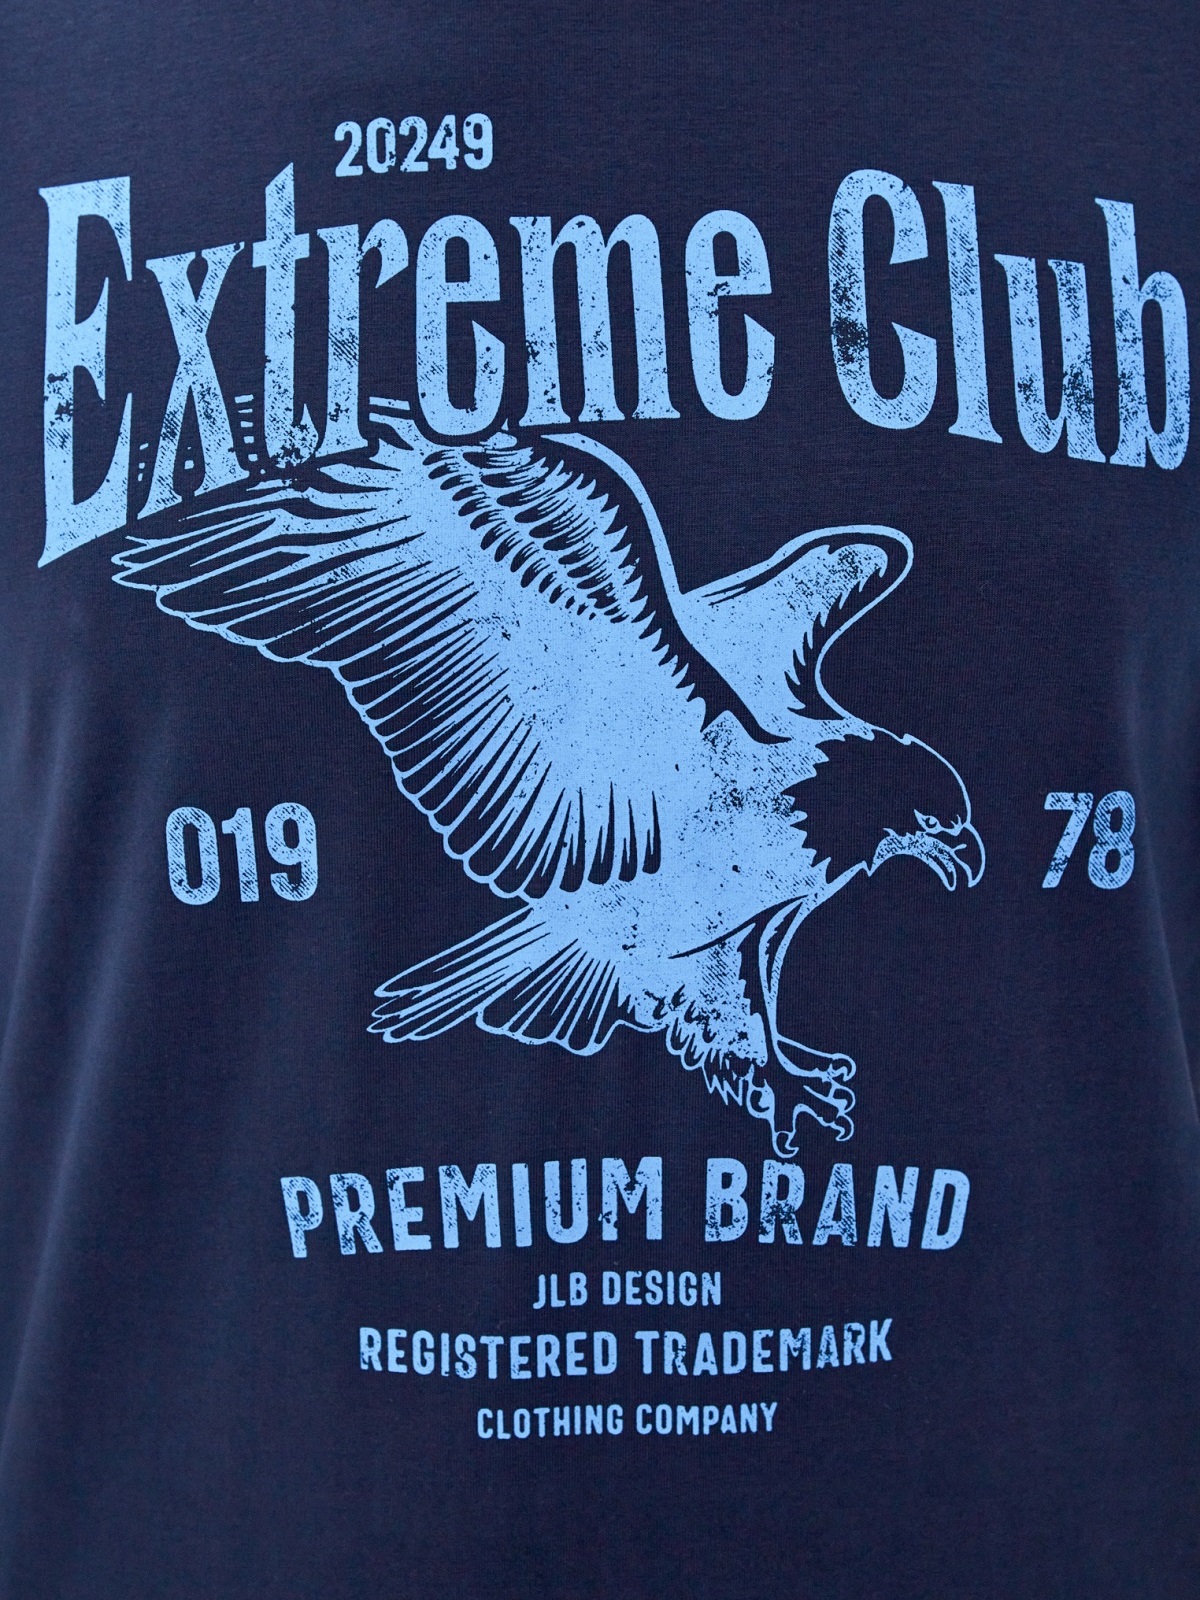 20249
Extreme Club
019
78
PREMIUM BRAND
JLB DESIGN
REGISTERED TRADEMARK
CLOTHING COMPANY